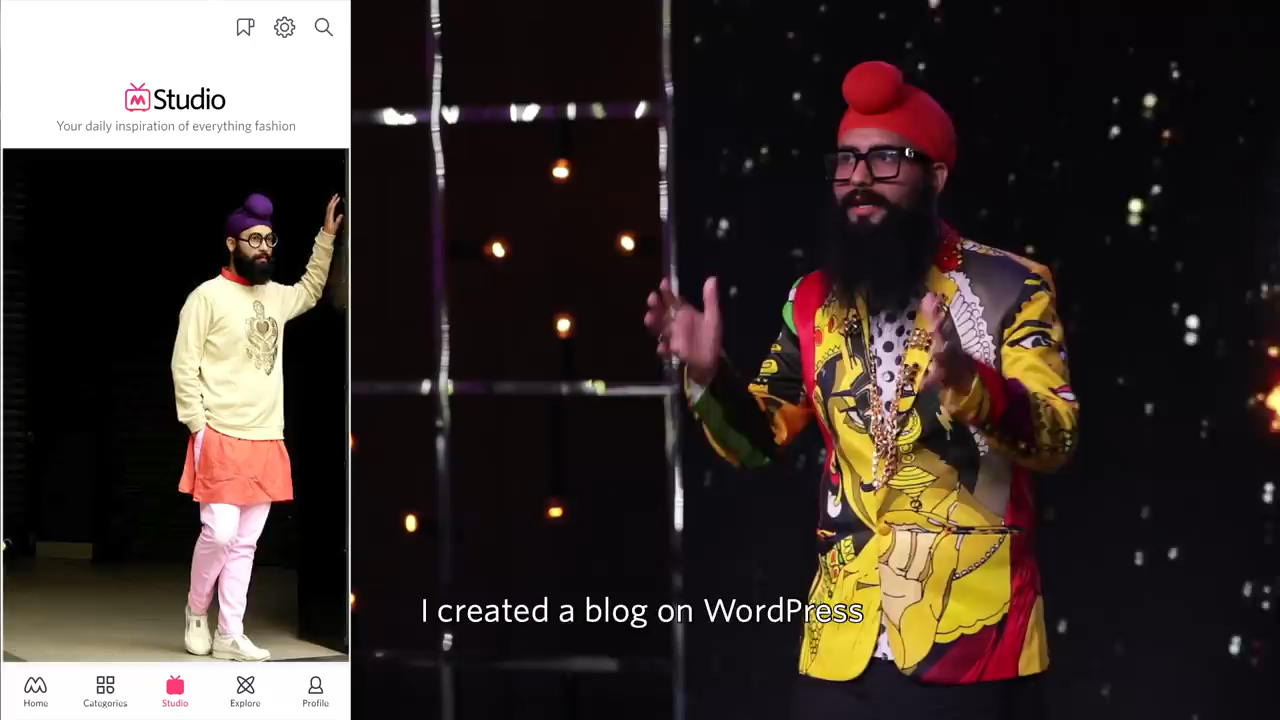 Studio
Your daily inspiration of everything fashion
I created a blog on WordPress
Home
Categories
Studio
Explore
Profile